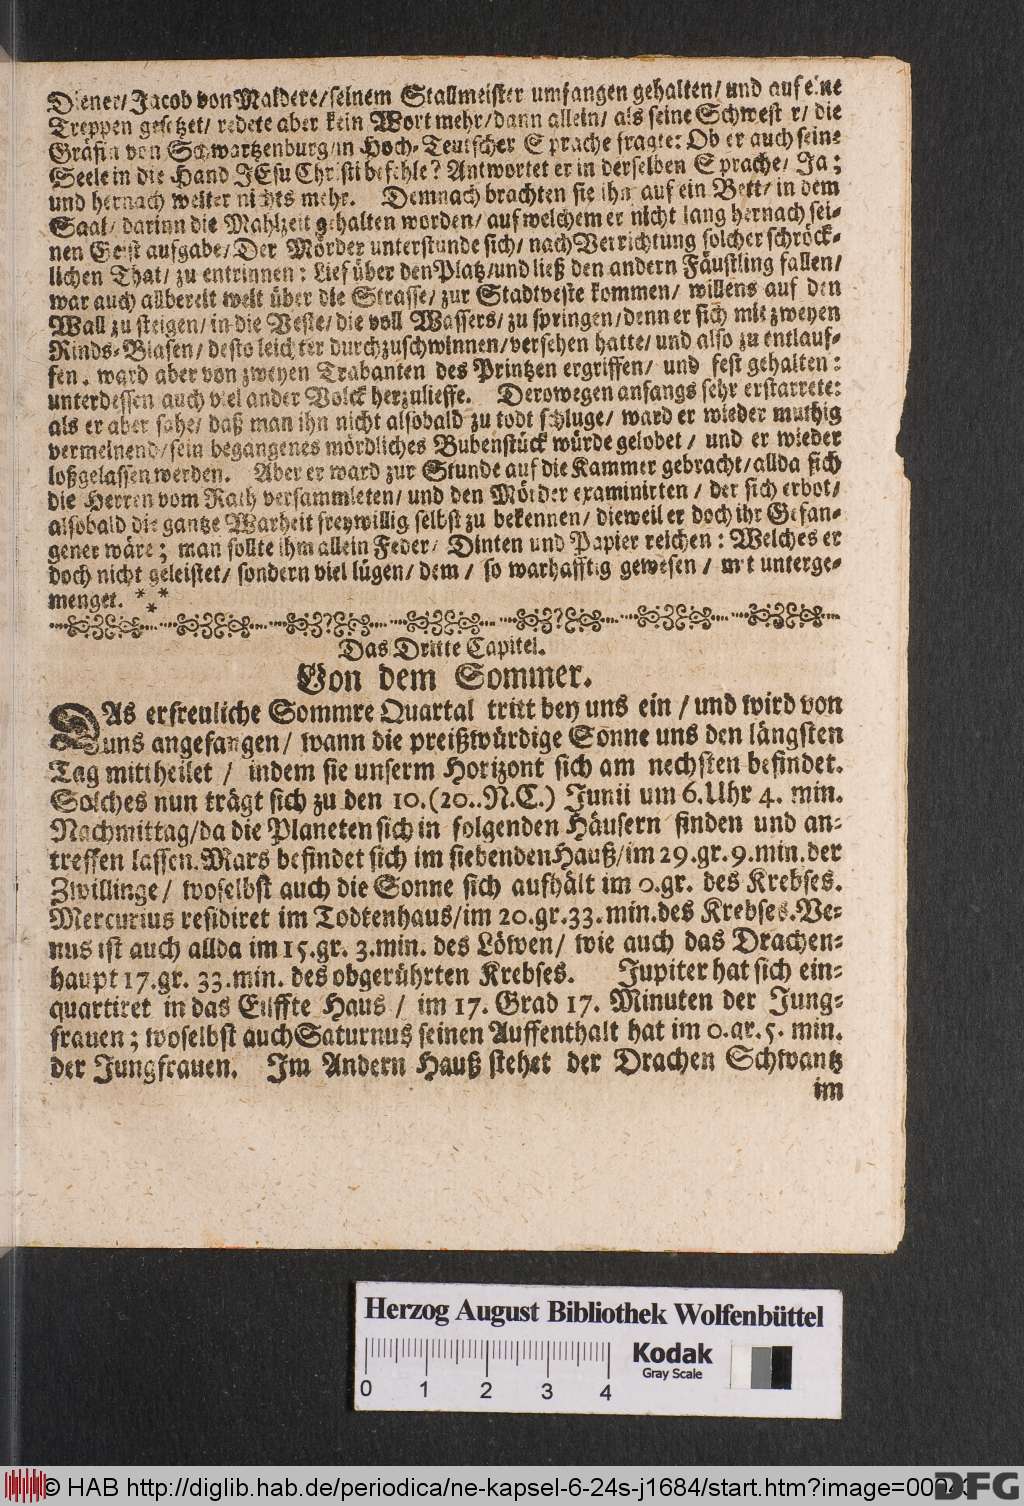 Diener/ Jacob von Maldere/ seinem Stallmeister umfangen gehalten/ und auf eine
Treppen gesetzet/ redete aber kein Wort mehr/ dann allein/ als seine Schwest r/ die
Gräfin von Schwartzenburg/ in Hoch-Teutscher Sprache fragte: Ob er auch seine
Seele in die Hand JEsu Christi befehle? Antwortet er in derselben Sprache/ Ja;
und hernach weiter nichts mehr. Demnach brachten sie ihn auf ein Bett/ in dem
Saal/ darinn die Mahlzeit gehalten worden/ auf welchem er nicht lang hernach sei-
nen Geist aufgabe/ Der Mörder unterstunde sich/ nach Verrichtung solcher schröck-
lichen That/ zu entrinnen: Lief über den Platz/ und ließ den andern Fäustling fallen/
war auch allbereit weit über die Strasse/ zur Stadtveste kommen/ willens auf den
Wall zu steigen/ in die Veste/ die voll Wassers/ zu springen/ denn er sich mit zweyen
Rinds-Blasen/ desto leichter durchzuschwinnen/ versehen hatte/ und also zu entlauf-
fen. ward aber von zweyen Trabanten des Printzen ergriffen/ und fest gehalten:
unterdessen auch viel ander Volck herzulieffe. Derowegen anfangs sehr erstarrete:
als er aber sahe/ daß man ihn nicht alsobald zu todt schluge/ ward er wieder muthig
vermeinend/ sein begangenes mördliches Bubenstück würde gelobet/ und er wieder
loßgelassen werden. Aber er ward zur Stunde auf die Kammer gebracht/ allda sich
die Herren vom Rath versammleten/ und den Mörder examinirten/ der sich erbot/
alsobald die gantze Warheit freywillig selbst zu bekennen/ dieweil er doch ihr Gefan-
gener wäre; man sollte ihm allein Feder/ Dinten und Papier reichen: Welches er
doch nicht geleistet/ sondern viel lügen/ dem/ so warhafftig gewesen/ mit unterge-
menget. ***
Das Dritte Capitel.
Von dem Sommer.
DAs erfreuliche Sommre Quartal tritt bey uns ein/ und wird von
uns angefangen/ wann die preißwürdige Sonne uns den längsten
Tag mittheilet/ indem sie unserm Horizont sich am nechsten befindet.
Solches nun trägt sich zu den 10. (20. N. C.) Junii um 6. Uhr 4. min.
Nachmittag/ da die Planeten sich in folgenden Häusern finden und an-
treffen lassen. Mars befindet sich im siebenden Hauß/ im 29. gr. 9. min. der
Zwillinge/ woselbst auch die Sonne sich aufhält im 0. gr. des Krebses.
Mercurius residiret im Todtenhaus/ im 20. gr. 33. min. des Krebses. Ve-
nus ist auch allda im 15. gr. 3. min. des Löwen/ wie auch das Drachen-
haupt 17. gr. 33. min. des obgerührten Krebses. Jupiter hat sich ein-
quartiret in das Eilffte Haus/ im 17. Grad 17. Minuten der Jung-
frauen; woselbst auch Saturnus seinen Auffenthalt hat im 0. gr. 5. min.
der Jungfrauen. Im Andern Hauß stehet der Drachen Schwantz
im
Herzog August Bibliothek Wolfenbüttel
Kodak
Gray Scale
0 1 2 3 4
© HAB http://diglib.hab.de/periodica/ne-kapsel-6-24s-j1684/start.htm?image=00040
DFG